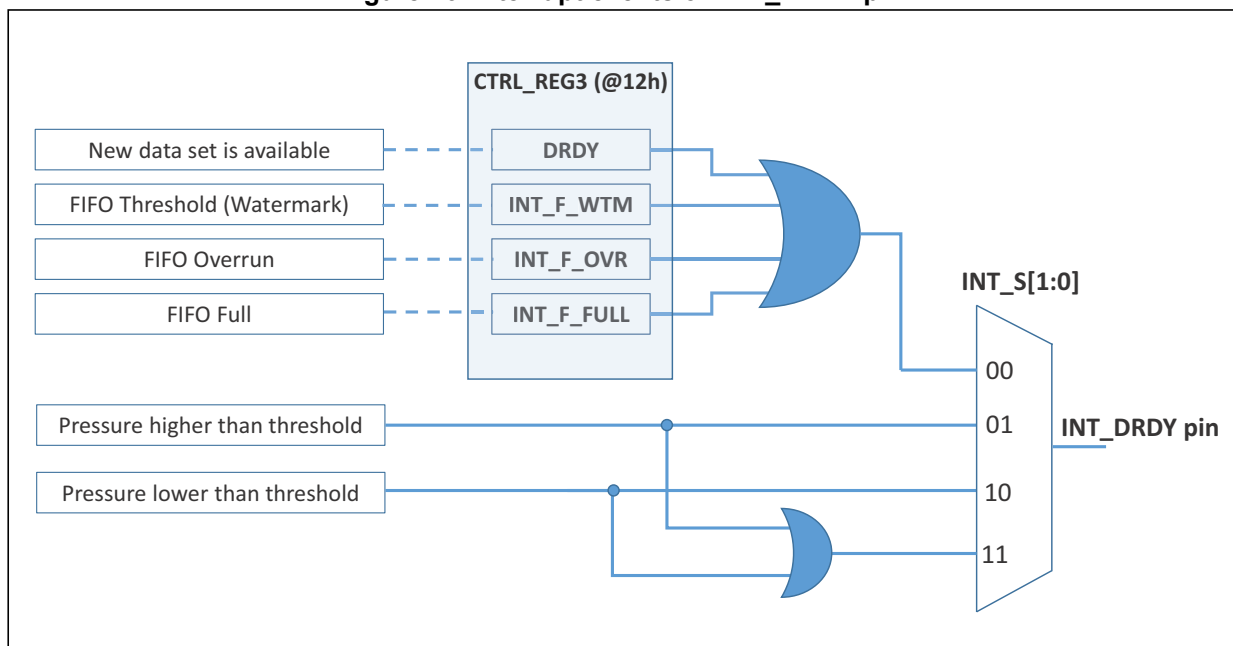 CTRL_REG3 (@12h)
New data set is available
DRDY
FIFO Threshold (Watermark)
INT_F_WTM
FIFO Overrun
INT_F_OVR
FIFO Full
INT_F_FULL
INT_S[1:0]
00
Pressure higher than threshold
01
INT_DRDY pin
Pressure lower than threshold
10
11